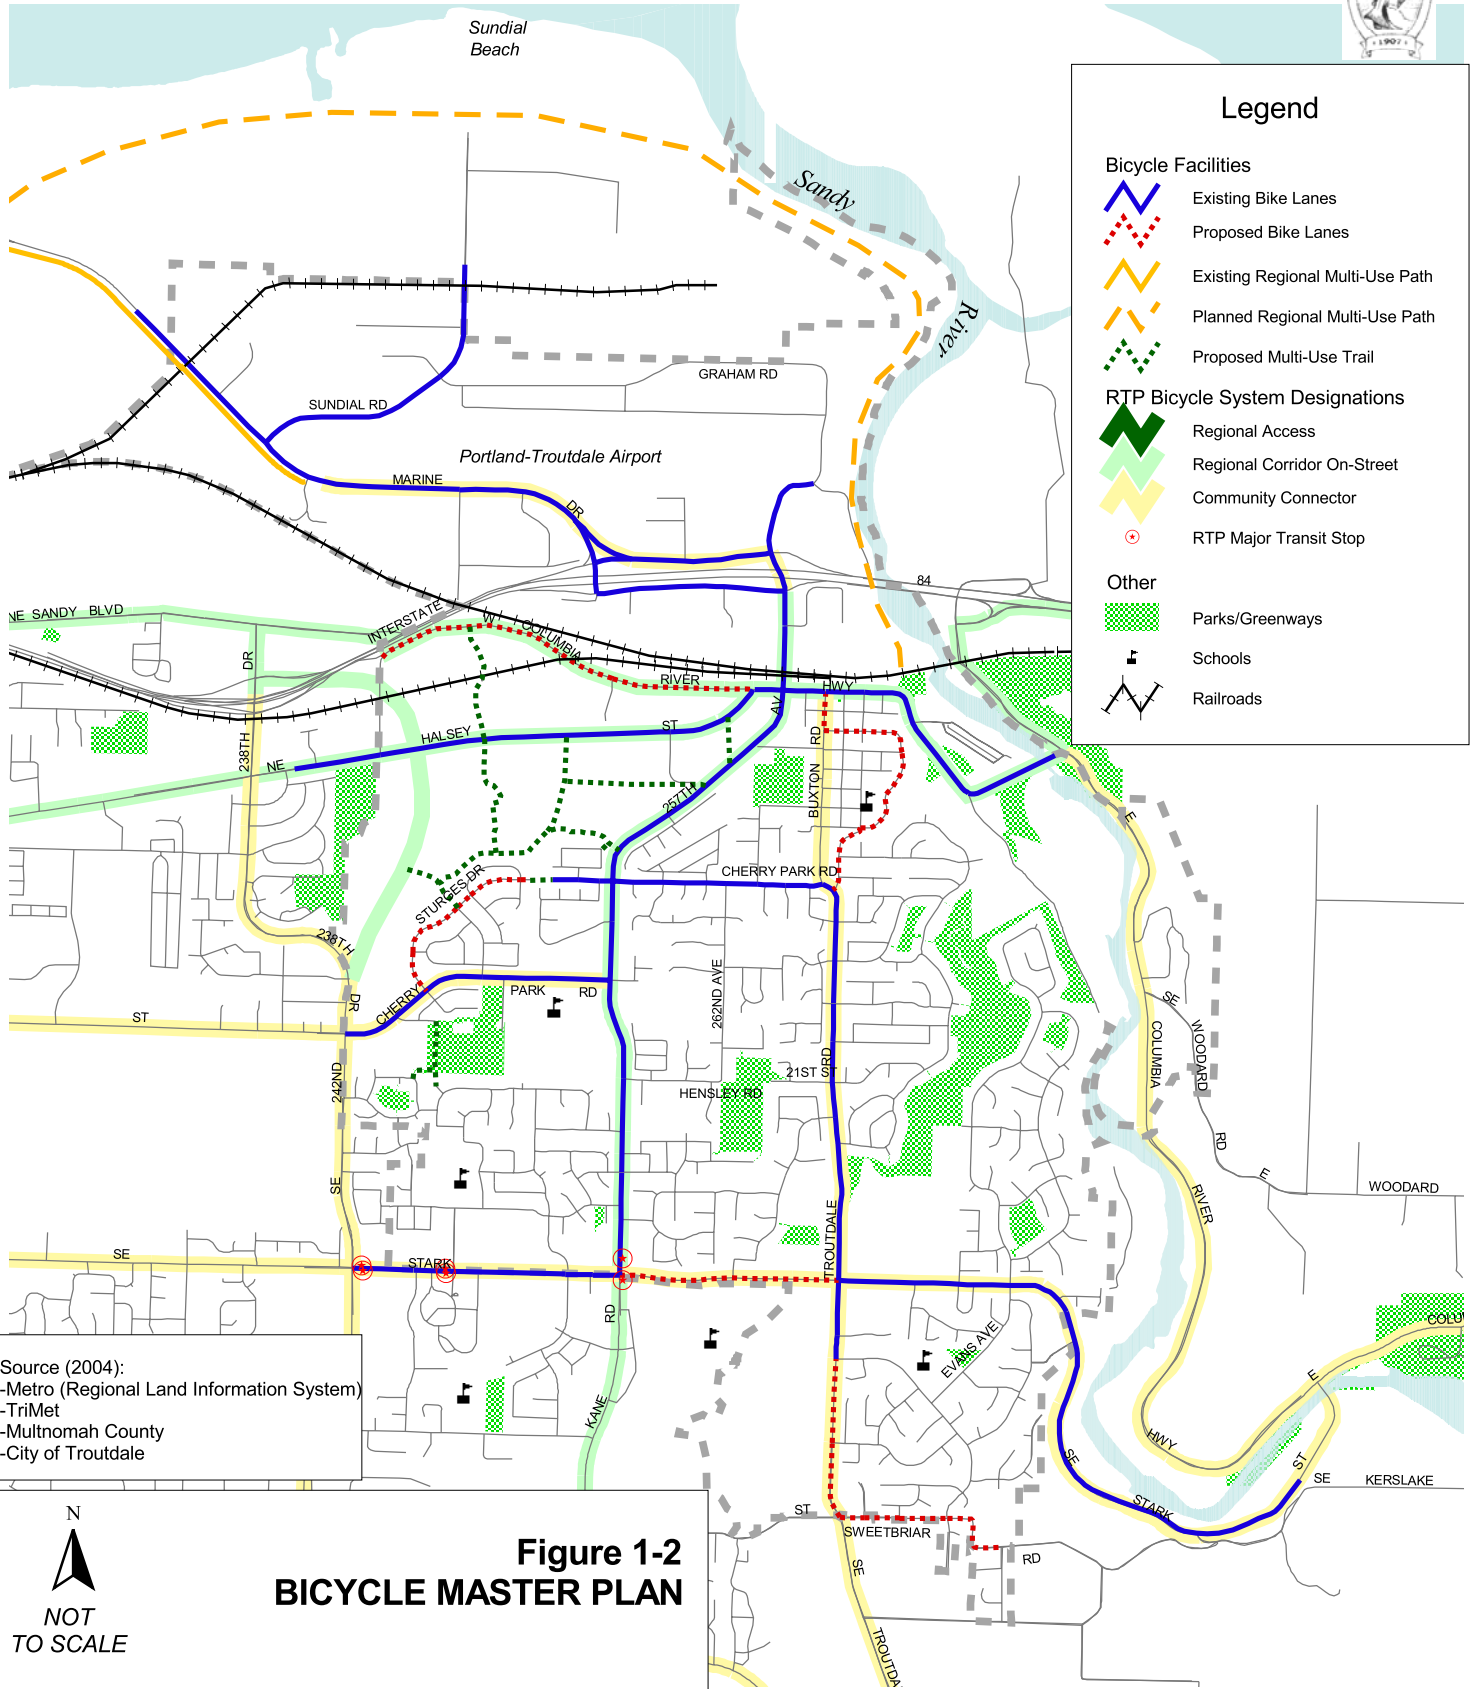 Sundial
Beach
1907
Sandy
River
Legend
Bicycle Facilities
Existing Bike Lanes
Proposed Bike Lanes
Existing Regional Multi-Use Path
Planned Regional Multi-Use Path
Proposed Multi-Use Trail
RTP Bicycle System Designations
Regional Access
Regional Corridor On-Street
Community Connector
RTP Major Transit Stop
Other
Parks/Greenways
Schools
Railroads
GRAHAM RD
SUNDIAL RD
Portland-Troutdale Airport
MARINE
DR
84
NE SANDY BLVD
INTERSTATE
W
COLUMBIA
RIVER
HWY
DR
AV
RD
HALSEY
ST
NE
238TH
257TH
BUXTON
E
CHERRY PARK RD
STURGES DR
238TH
DR
CHERRY
PARK
RD
262ND AVE
SE
WOODARD
RD
COLUMBIA
ST
242ND
RD
21ST ST
HENSLEY RD
SE
E
WOODARD
RIVER
TROUTDALE
SE
STARK
RD
EVANS AVE
COLU
E
KANE
HWY
SE
ST
SE
KERSLAKE
STARK
ST
SWEETBRIAR
RD
SE
TROUTDA
Source (2004):
-Metro (Regional Land Information System)
-TriMet
-Multnomah County
-City of Troutdale
N
NOT
TO SCALE
Figure 1-2
BICYCLE MASTER PLAN